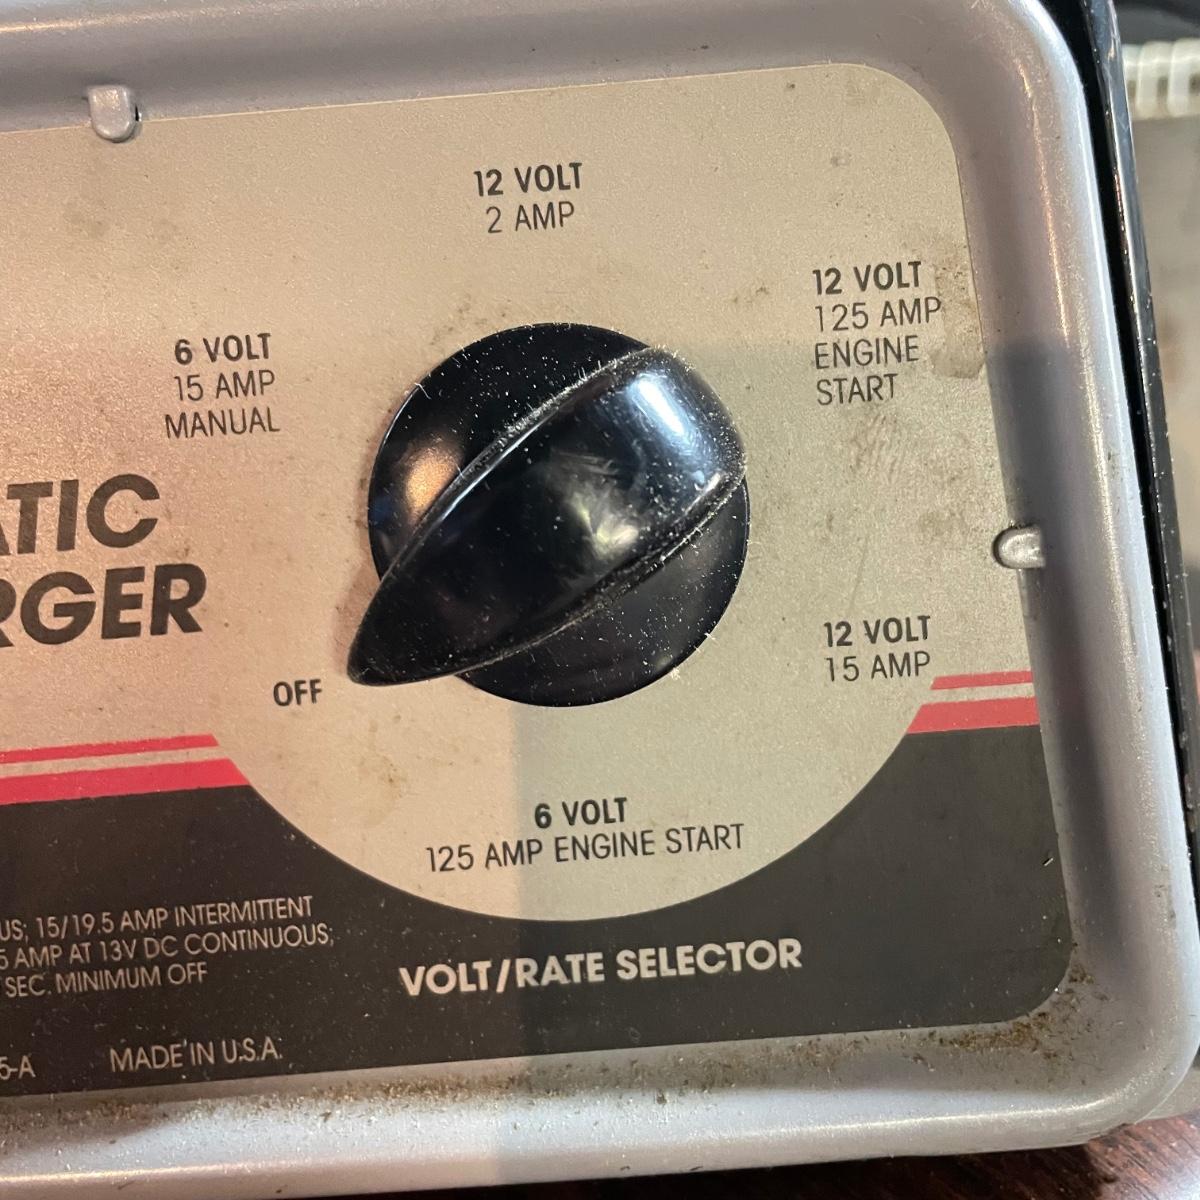 12 VOLT
2 AMP
12 VOLT
125 AMP
ENGINE
START
6 VOLT
15 AMP
MANUAL
ATIC
RGER
OFF
12 VOLT
15 AMP
6 VOLT
125 AMP ENGINE START
US; 15/19.5 AMP INTERMITTENT
5 AMP AT 13V DC CONTINUOUS;
SEC. MINIMUM OFF
VOLT/RATE SELECTOR
5-A MADE IN U.S.A.